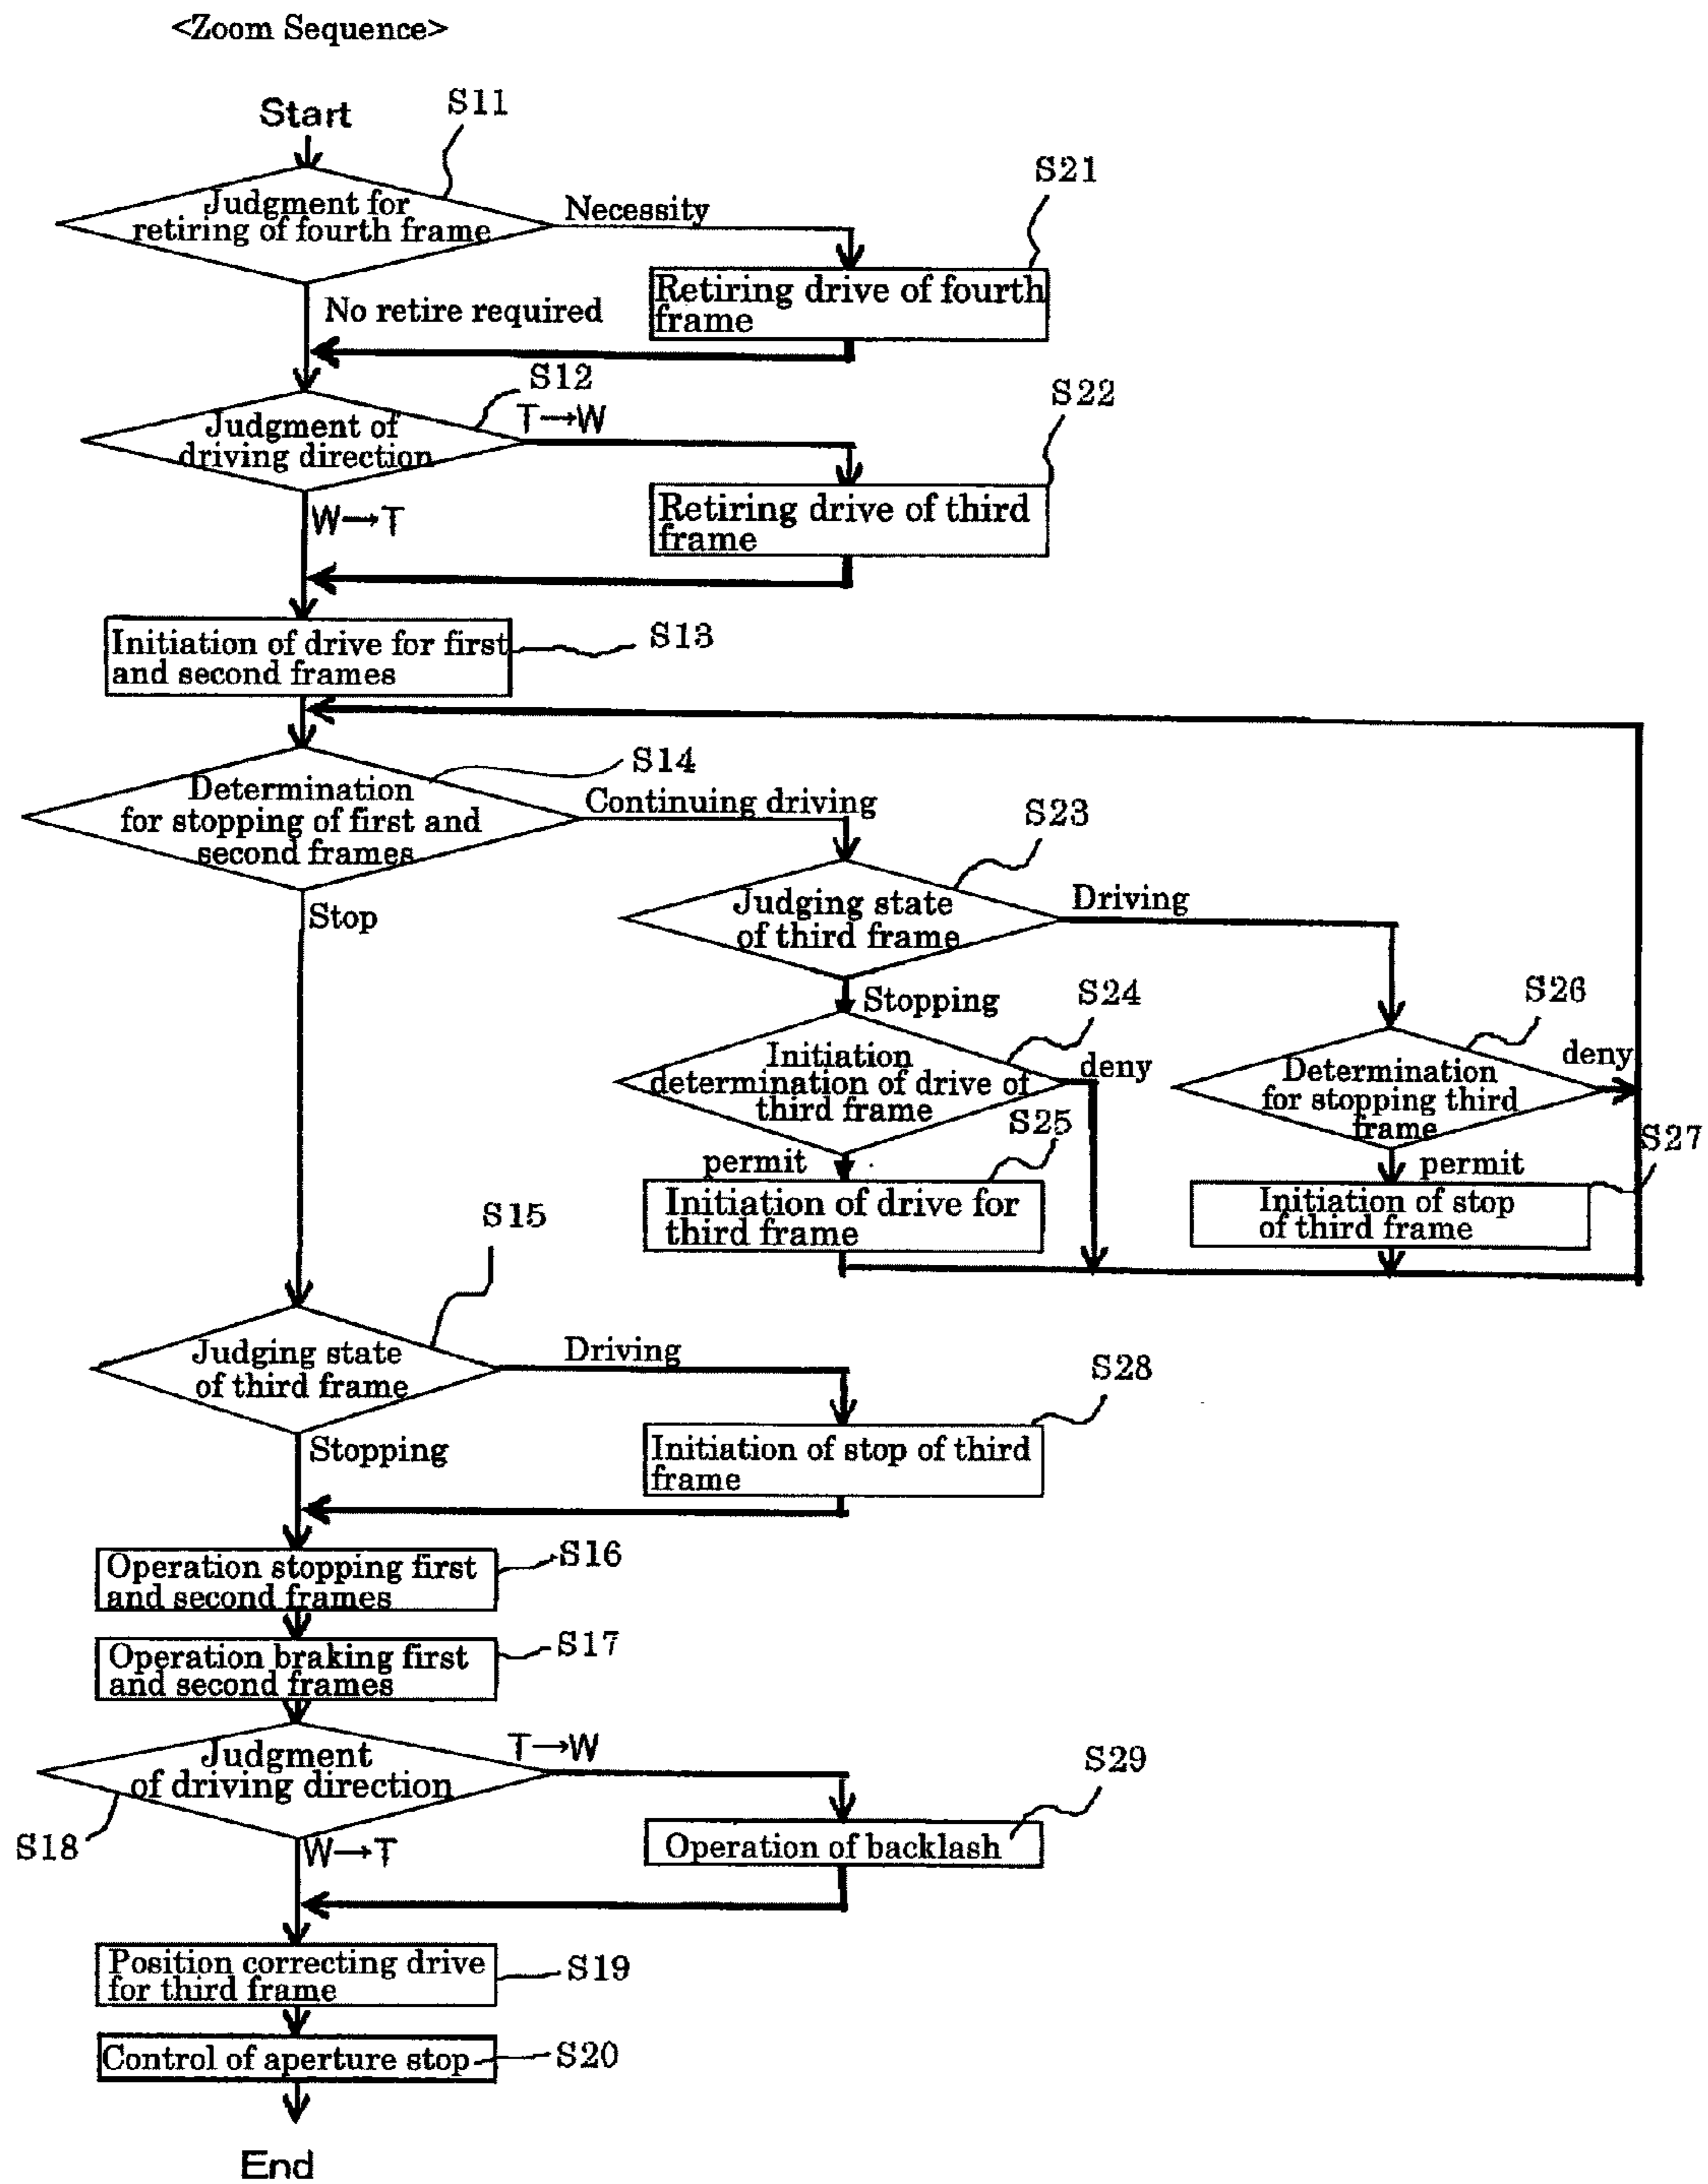 <Zoom Sequence>
Start
S11
Judgment for
retiring of fourth frame
Necessity
S21
Retiring drive of fourth
frame
No retire required
S12
Judgment of
driving direction
T→W
S22
Retiring drive of third
frame
W→T
Initiation of drive for first
and second frames
S13
S14
Determination
for stopping of first and
second frames
Continuing driving
S23
Judging state
of third frame
Driving
Stop
Stopping
S24
Initiation
determination of drive of
third frame
deny
S26
Determination
for stopping third
frame
deny
S25
permit
Initiation of drive for
third frame
permit
S27
Initiation of stop
of third frame
S15
Judging state
of third frame
Driving
S28
Initiation of stop of third
frame
Stopping
Operation stopping first
and second frames
S16
Operation braking first
and second frames
S17
Judgment
of driving direction
T→W
S29
S18
Operation of backlash
W→T
Position correcting drive
for third frame
S19
Control of aperture stop
S20
End